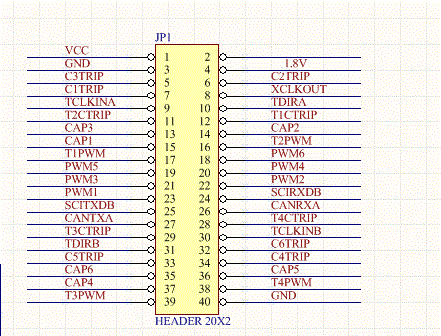 JP1
VCC 1 2
GND 3 4 1.8V
C3TRIP 5 6 C2TRIP
C1TRIP 7 8 XCLKOUT
TCLKINA 9 10 TDIRA
T2CTRIP 11 12 T1CTRIP
CAP3 13 14 CAP2
CAP1 15 16 T2PWM
T1PWM 17 18 PWM6
PWM5 19 20 PWM4
PWM3 21 22 PWM2
PWM1 23 24 SCIRXDB
SCITXDB 25 26 CANRXA
CANTXA 27 28 T4CTRIP
T3CTRIP 29 30 TCLKINB
TDIRB 31 32 C6TRIP
C5TRIP 33 34 C4TRIP
CAP6 35 36 CAP5
CAP4 37 38 T4PWM
T3PWM 39 40 GND
HEADER 20X2